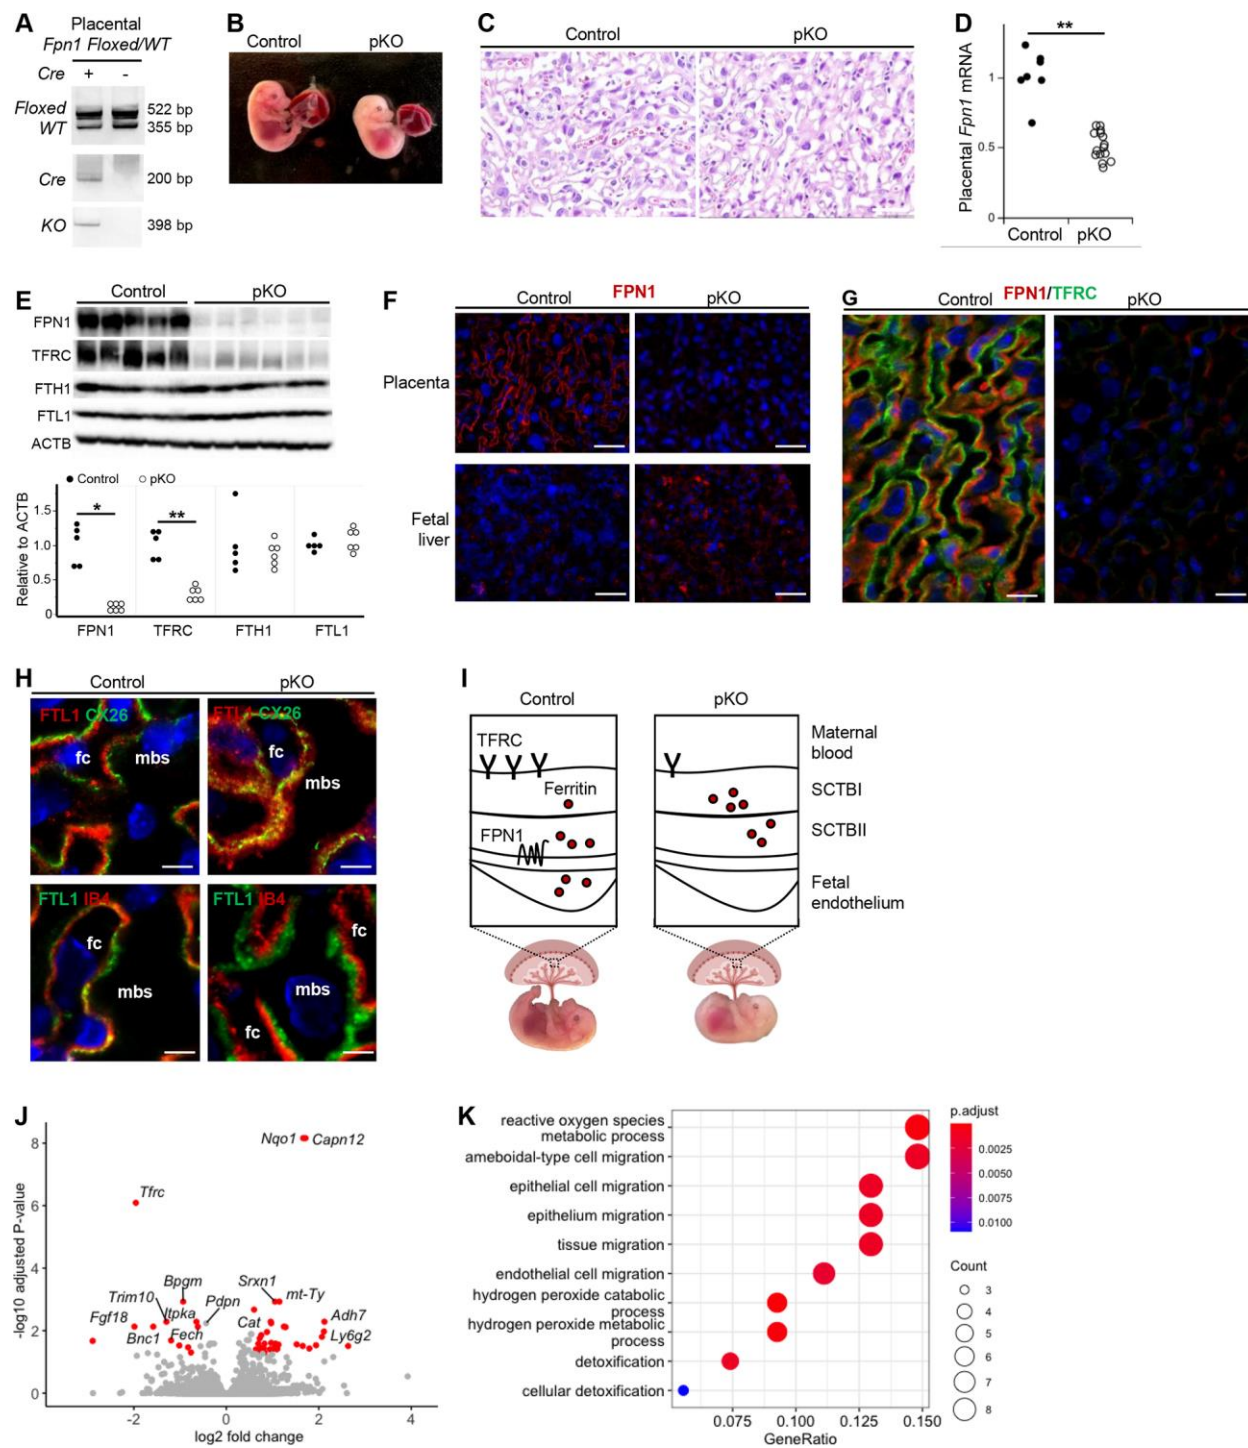 A
Placental
Fpn1 Floxed/WT
Cre + -
Floxed 522 bp
WT 355 bp
Cre 200 bp
KO 398 bp
B
Control pKO
C
Control pKO
D
**
Placental Fpn1 mRNA
1
0.5
0
Control pKO
E
Control pKO
FPN1
TFRC
FTH1
FTL1
ACTB
Control pKO
Relative to ACTB
1.5
1.0
0.5
0
* **
FPN1 TFRC FTH1 FTL1
F
Control FPN1 pKO
Placenta
Fetal
liver
G
Control FPN1/TFRC pKO
H
Control pKO
FTL1 CX26 FTL1 CX26
fc mbs fc mbs
FTL1 IB4 FTL1 IB4
fc mbs fc mbs fc
I
Control pKO
TFRC
Ferritin
FPN1
Maternal
blood
SCTBI
SCTBII
Fetal
endothelium
J
-log10 adjusted P-value
8
6
4
2
0
Nqo1 Capn12
Tfrc
Bpgm Srxn1
Trim10 Itpka Pdpn mt-Ty
Fgf18 Cat Adh7
Bnc1 Fech Ly6g2
-2 0 2 4
log2 fold change
K
reactive oxygen species
metabolic process
ameboidal-type cell migration
epithelial cell migration
epithelium migration
tissue migration
endothelial cell migration
hydrogen peroxide catabolic
process
hydrogen peroxide metabolic
process
detoxification
cellular detoxification
0.075 0.100 0.125 0.150
GeneRatio
p.adjust
0.0025
0.0050
0.0075
0.0100
Count
3
4
5
6
7
8